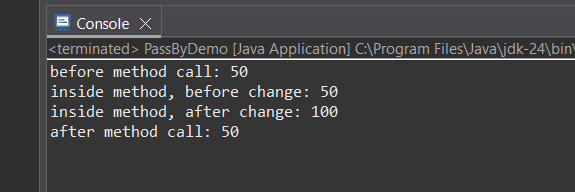 Console
<terminated> PassByDemo [Java Application] C:\Program Files\Java\jdk-24\bin\
before method call: 50
inside method, before change: 50
inside method, after change: 100
after method call: 50